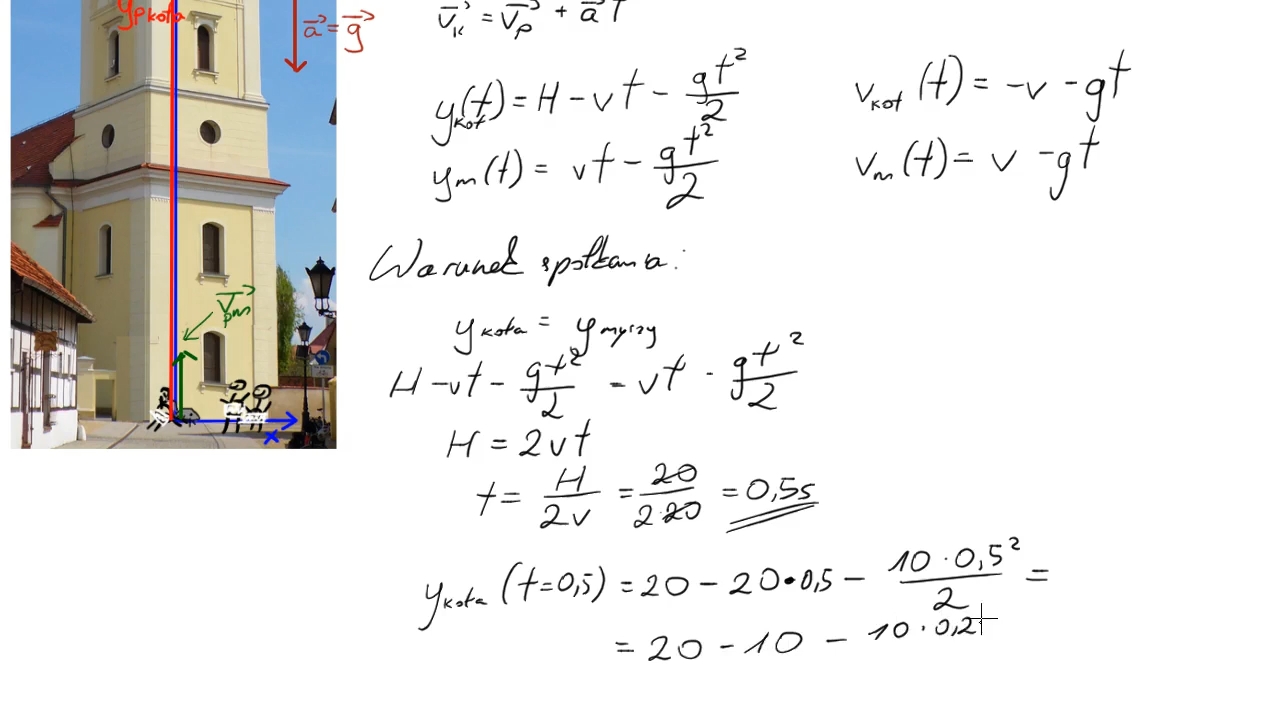 y_pkota
a⃗ = g⃗
v⃗_k = v⃗_p + a⃗ T
y_kot(t) = H - vt - gt²/2
v_kot(t) = -v - gt
y_m(t) = vt - gt²/2
v_m(t) = v - gt
Warunek spotkania:
v⃗_pm
y_kota = y_myszy
H - vt - gt²/2 = vt - gt²/2
x
H = 2vt
t = H/2v = 20/2·20 = 0,5s
y_kota (t=0,5) = 20 - 20·0,5 - 10·0,5²/2 =
= 20 - 10 - 10·0,2